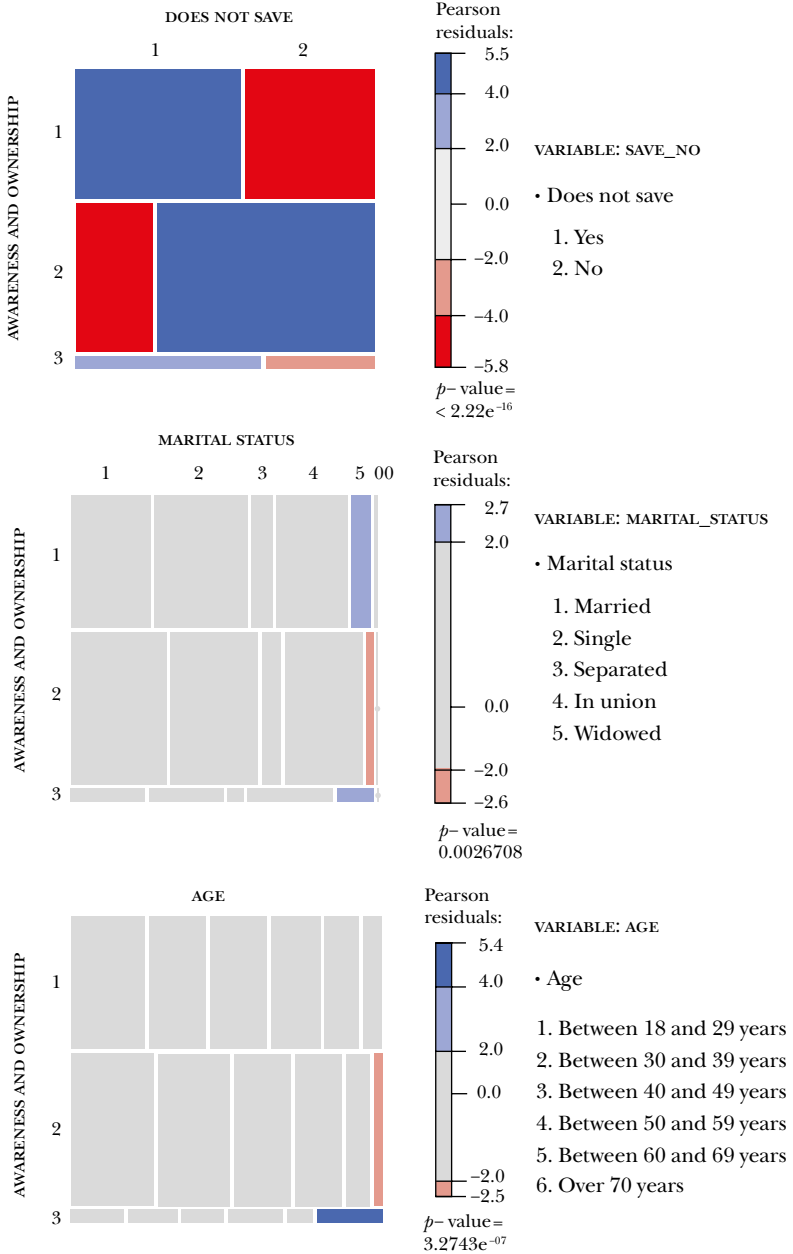 DOES NOT SAVE
1 2
AWARENESS AND OWNERSHIP
1
2
3
Pearson
residuals:
5.5
4.0
2.0
0.0
−2.0
−4.0
−5.8
p− value=
< 2.22e−16
VARIABLE: SAVE_NO
· Does not save
1. Yes
2. No
MARITAL STATUS
1 2 3 4 5 00
AWARENESS AND OWNERSHIP
1
2
3
Pearson
residuals:
2.7
2.0
0.0
−2.0
−2.6
p− value=
0.0026708
VARIABLE: MARITAL_STATUS
· Marital status
1. Married
2. Single
3. Separated
4. In union
5. Widowed
AGE
AWARENESS AND OWNERSHIP
1
2
3
Pearson
residuals:
5.4
4.0
2.0
0.0
−2.0
−2.5
p− value=
3.2743e−07
VARIABLE: AGE
· Age
1. Between 18 and 29 years
2. Between 30 and 39 years
3. Between 40 and 49 years
4. Between 50 and 59 years
5. Between 60 and 69 years
6. Over 70 years